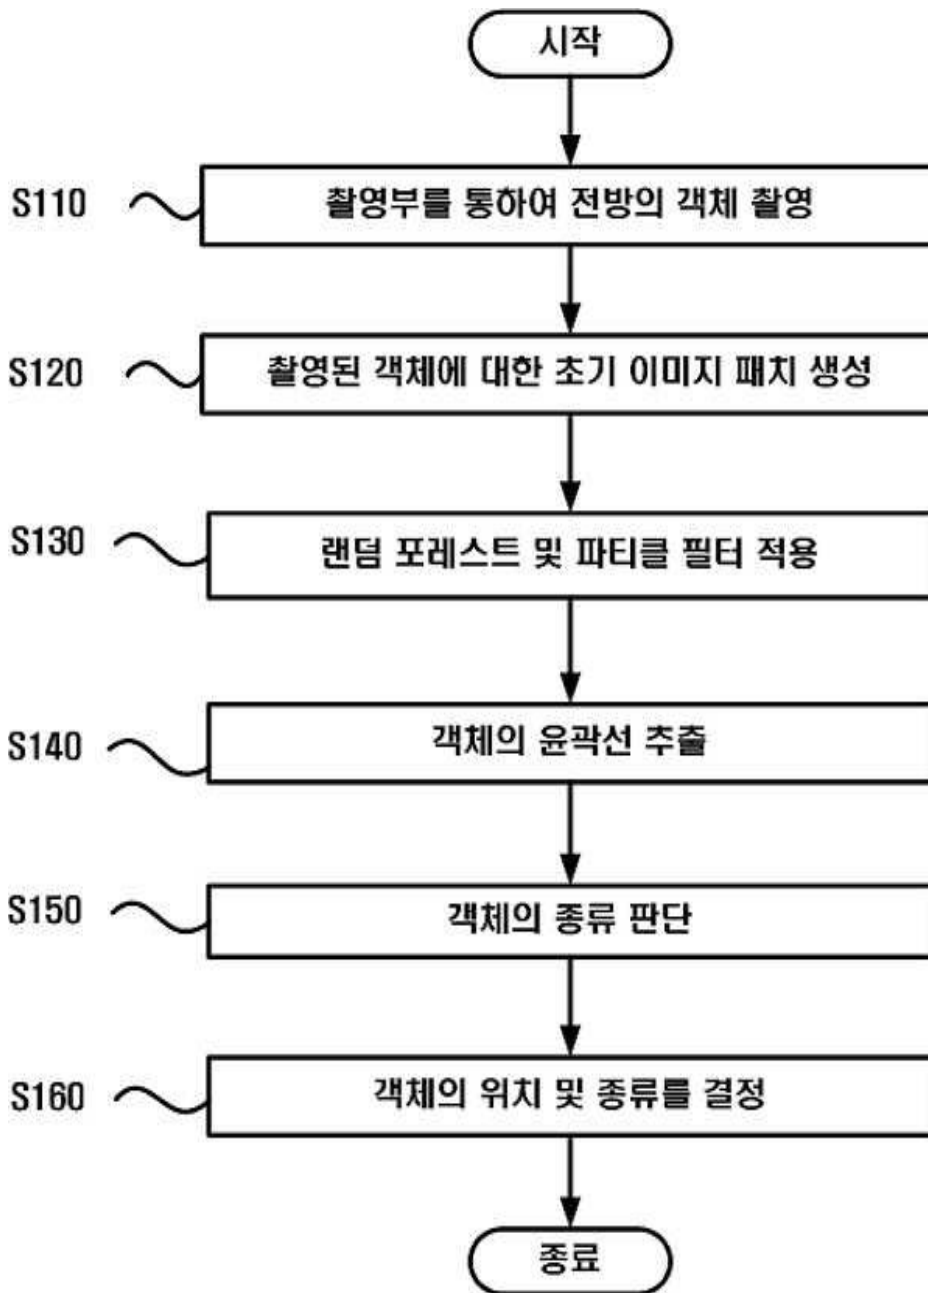 시작
S110 촬영부를 통하여 전방의 객체 촬영
S120 촬영된 객체에 대한 초기 이미지 패치 생성
S130 랜덤 포레스트 및 파티클 필터 적용
S140 객체의 윤곽선 추출
S150 객체의 종류 판단
S160 객체의 위치 및 종류를 결정
종료